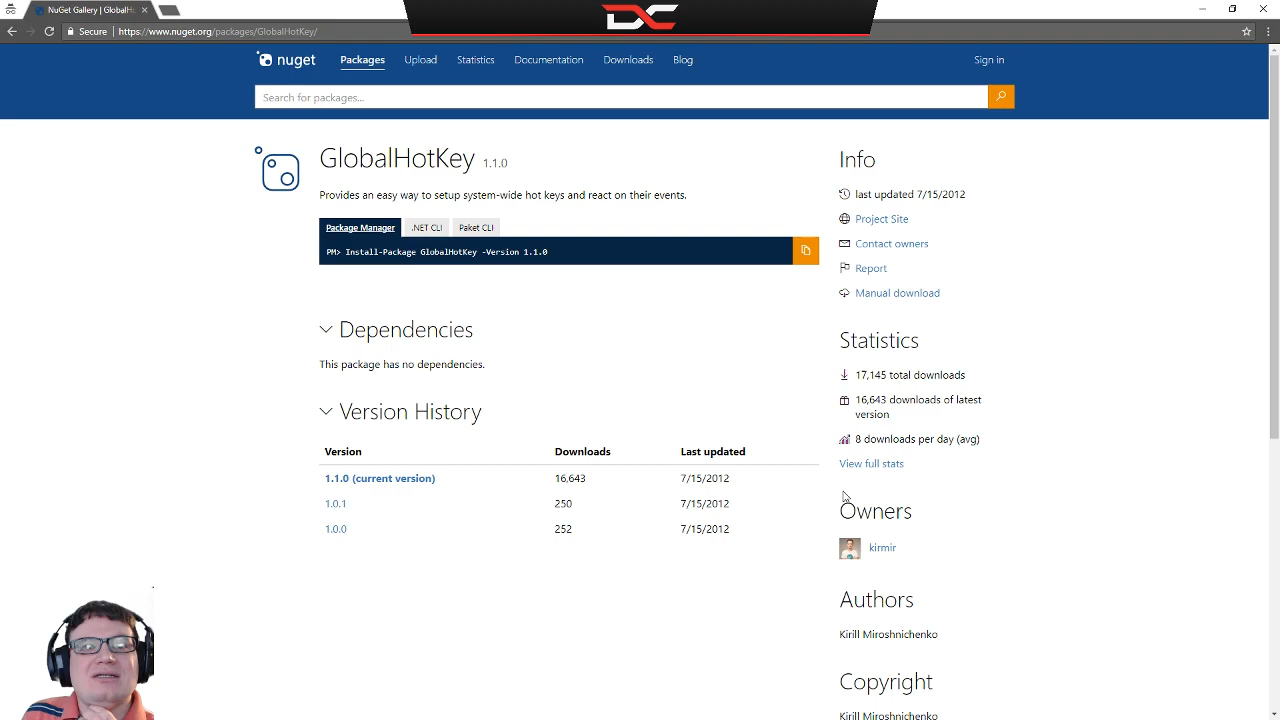 NuGet Gallery | GlobalH
DC
Secure
https://www.nuget.org/packages/GlobalHotKey/
nuget
Packages
Upload
Statistics
Documentation
Downloads
Blog
Sign in
Search for packages...
GlobalHotKey 1.1.0
Provides an easy way to setup system-wide hot keys and react on their events.
Package Manager
.NET CLI
Paket CLI
PM> Install-Package GlobalHotKey -Version 1.1.0
Dependencies
This package has no dependencies.
Version History
Version Downloads Last updated
1.1.0 (current version) 16,643 7/15/2012
1.0.1 250 7/15/2012
1.0.0 252 7/15/2012
Info
last updated 7/15/2012
Project Site
Contact owners
Report
Manual download
Statistics
17,145 total downloads
16,643 downloads of latest
version
8 downloads per day (avg)
View full stats
Owners
kirmir
Authors
Kirill Miroshnichenko
Copyright
Kirill Miroshnichenko